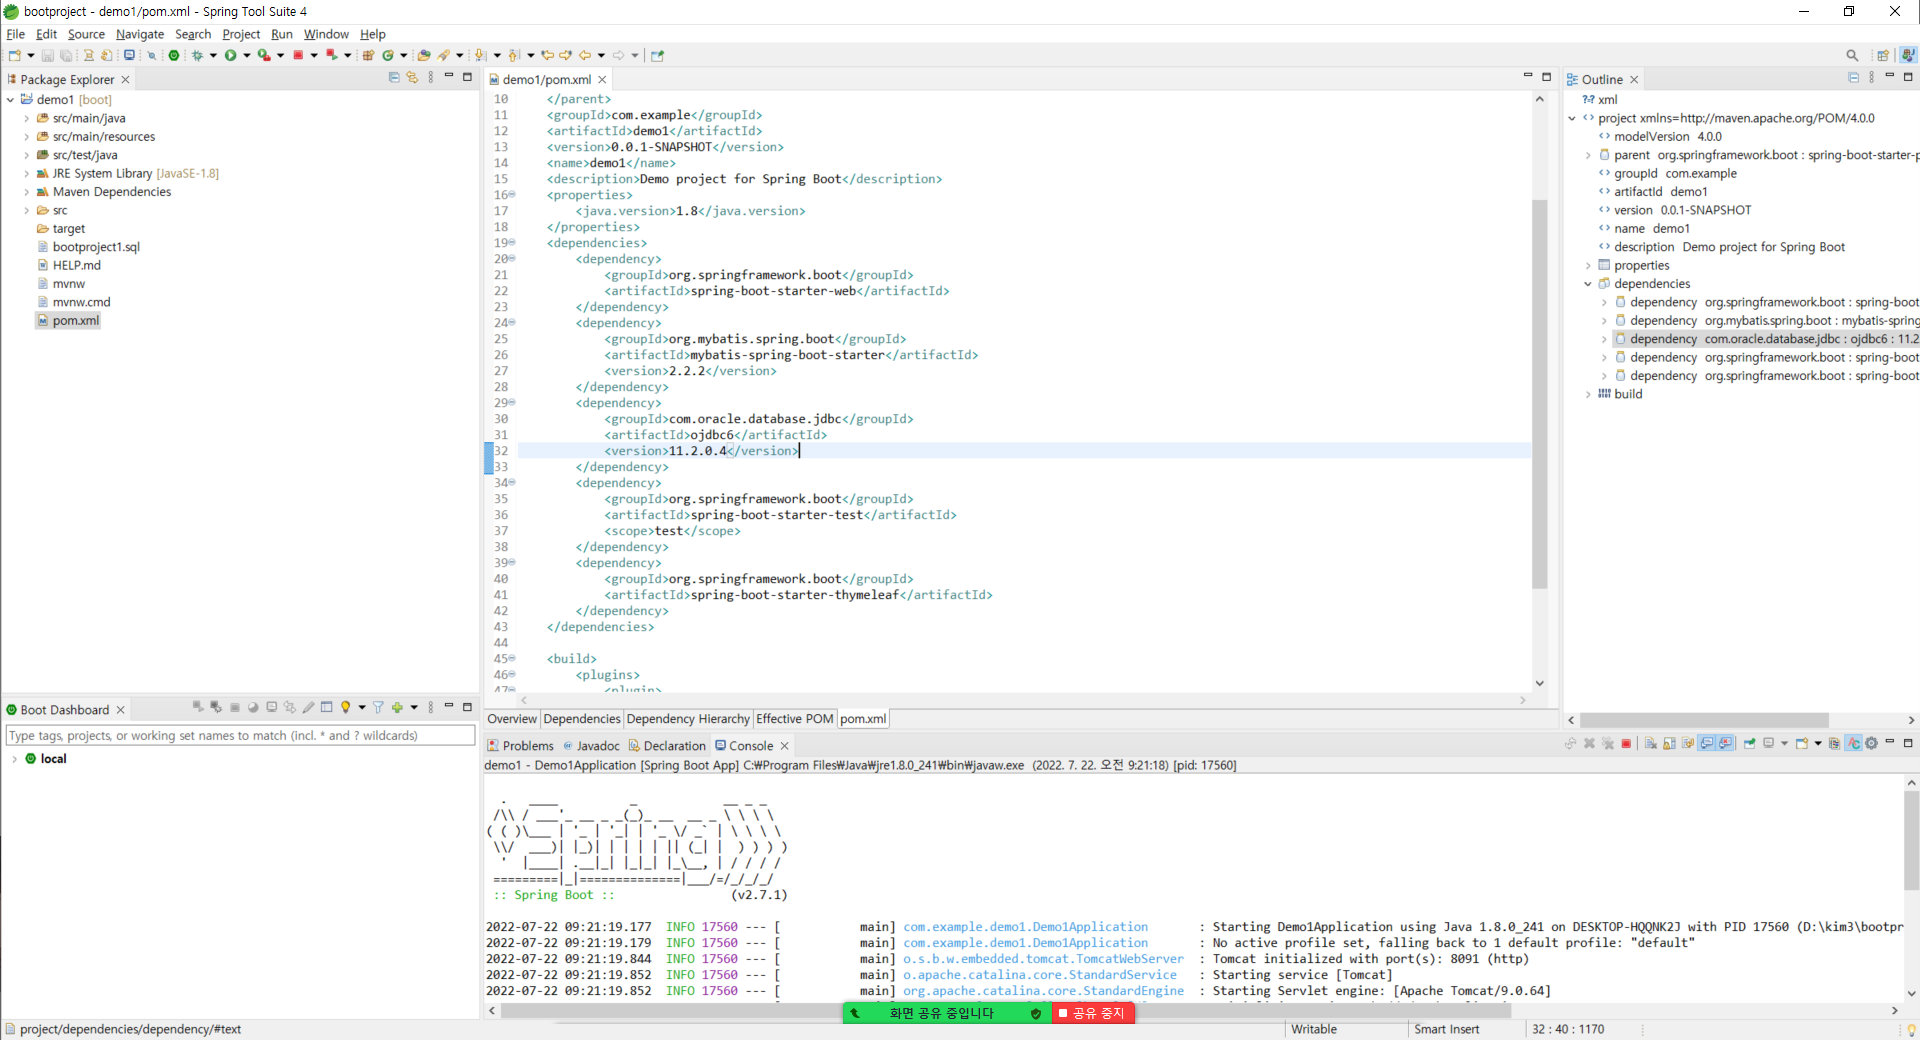 bootproject - demo1/pom.xml - Spring Tool Suite 4
File Edit Source Navigate Search Project Run Window Help
Package Explorer
demo1 [boot]
src/main/java
src/main/resources
src/test/java
JRE System Library [JavaSE-1.8]
Maven Dependencies
src
target
bootproject1.sql
HELP.md
mvnw
mvnw.cmd
pom.xml
Boot Dashboard
Type tags, projects, or working set names to match (incl. * and ? wildcards)
local
demo1/pom.xml
10 </parent>
11 <groupId>com.example</groupId>
12 <artifactId>demo1</artifactId>
13 <version>0.0.1-SNAPSHOT</version>
14 <name>demo1</name>
15 <description>Demo project for Spring Boot</description>
16 <properties>
17 <java.version>1.8</java.version>
18 </properties>
19 <dependencies>
20 <dependency>
21 <groupId>org.springframework.boot</groupId>
22 <artifactId>spring-boot-starter-web</artifactId>
23 </dependency>
24 <dependency>
25 <groupId>org.mybatis.spring.boot</groupId>
26 <artifactId>mybatis-spring-boot-starter</artifactId>
27 <version>2.2.2</version>
28 </dependency>
29 <dependency>
30 <groupId>com.oracle.database.jdbc</groupId>
31 <artifactId>ojdbc6</artifactId>
32 <version>11.2.0.4</version>
33 </dependency>
34 <dependency>
35 <groupId>org.springframework.boot</groupId>
36 <artifactId>spring-boot-starter-test</artifactId>
37 <scope>test</scope>
38 </dependency>
39 <dependency>
40 <groupId>org.springframework.boot</groupId>
41 <artifactId>spring-boot-starter-thymeleaf</artifactId>
42 </dependency>
43 </dependencies>
44
45 <build>
46 <plugins>
47 <plugin>
Overview Dependencies Dependency Hierarchy Effective POM pom.xml
Outline
xml
project xmlns=http://maven.apache.org/POM/4.0.0
modelVersion 4.0.0
parent org.springframework.boot : spring-boot-starter-p
groupId com.example
artifactId demo1
version 0.0.1-SNAPSHOT
name demo1
description Demo project for Spring Boot
properties
dependencies
dependency org.springframework.boot : spring-boot
dependency org.mybatis.spring.boot : mybatis-spring
dependency com.oracle.database.jdbc : ojdbc6 : 11.2
dependency org.springframework.boot : spring-boot
dependency org.springframework.boot : spring-boot
build
Problems Javadoc Declaration Console
demo1 - Demo1Application [Spring Boot App] C:₩Program Files₩Java₩jre1.8.0_241₩bin₩javaw.exe (2022. 7. 22. 오전 9:21:18) [pid: 17560]
:: Spring Boot :: (v2.7.1)
2022-07-22 09:21:19.177 INFO 17560 --- [ main] com.example.demo1.Demo1Application : Starting Demo1Application using Java 1.8.0_241 on DESKTOP-HQQNK2J with PID 17560 (D:\kim3\bootpr
2022-07-22 09:21:19.179 INFO 17560 --- [ main] com.example.demo1.Demo1Application : No active profile set, falling back to 1 default profile: "default"
2022-07-22 09:21:19.844 INFO 17560 --- [ main] o.s.b.w.embedded.tomcat.TomcatWebServer : Tomcat initialized with port(s): 8091 (http)
2022-07-22 09:21:19.852 INFO 17560 --- [ main] o.apache.catalina.core.StandardService : Starting service [Tomcat]
2022-07-22 09:21:19.852 INFO 17560 --- [ main] org.apache.catalina.core.StandardEngine : Starting Servlet engine: [Apache Tomcat/9.0.64]
화면 공유 중입니다 공유 중지
project/dependencies/dependency/#text Writable Smart Insert 32 : 40 : 1170